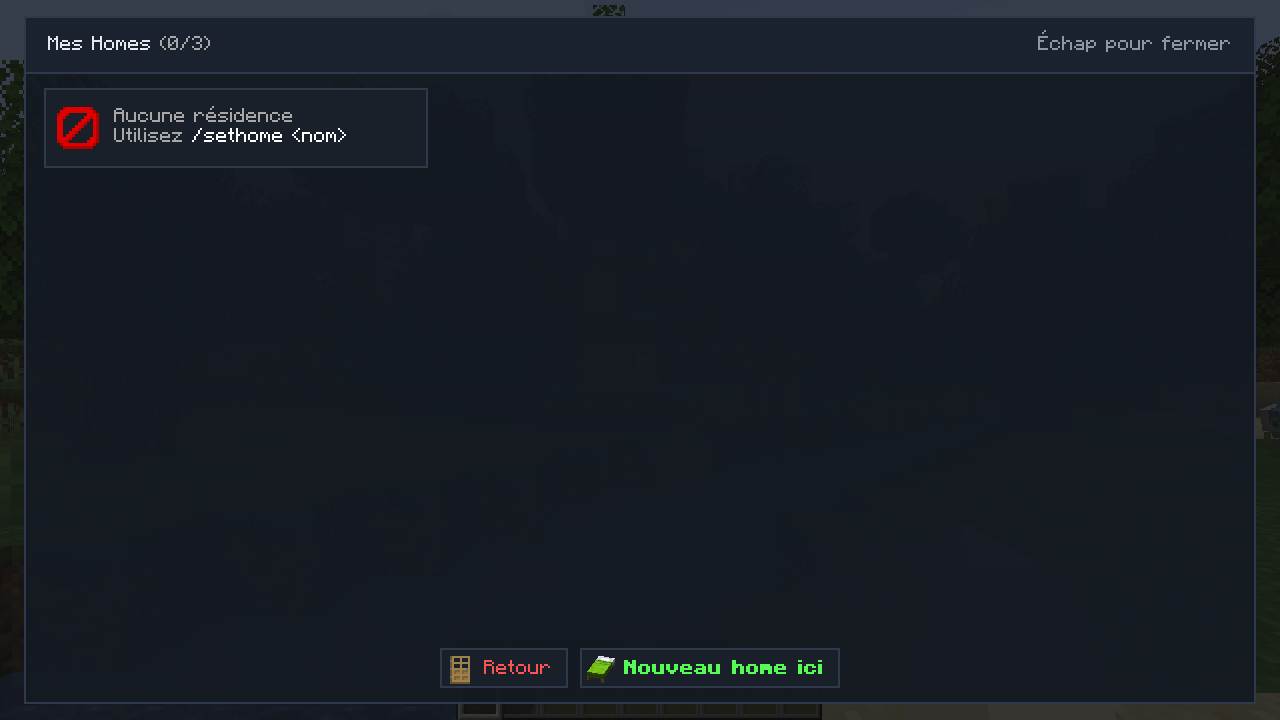 Mes Homes (0/3)
Échap pour fermer
Aucune résidence
Utilisez /sethome <nom>
Retour
Nouveau home ici